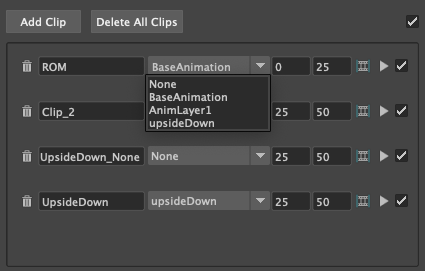 Add Clip Delete All Clips
ROM BaseAnimation 0 25
None
BaseAnimation
AnimLayer1
upsideDown
Clip_2 25 50
UpsideDown_None None 25 50
UpsideDown upsideDown 25 50